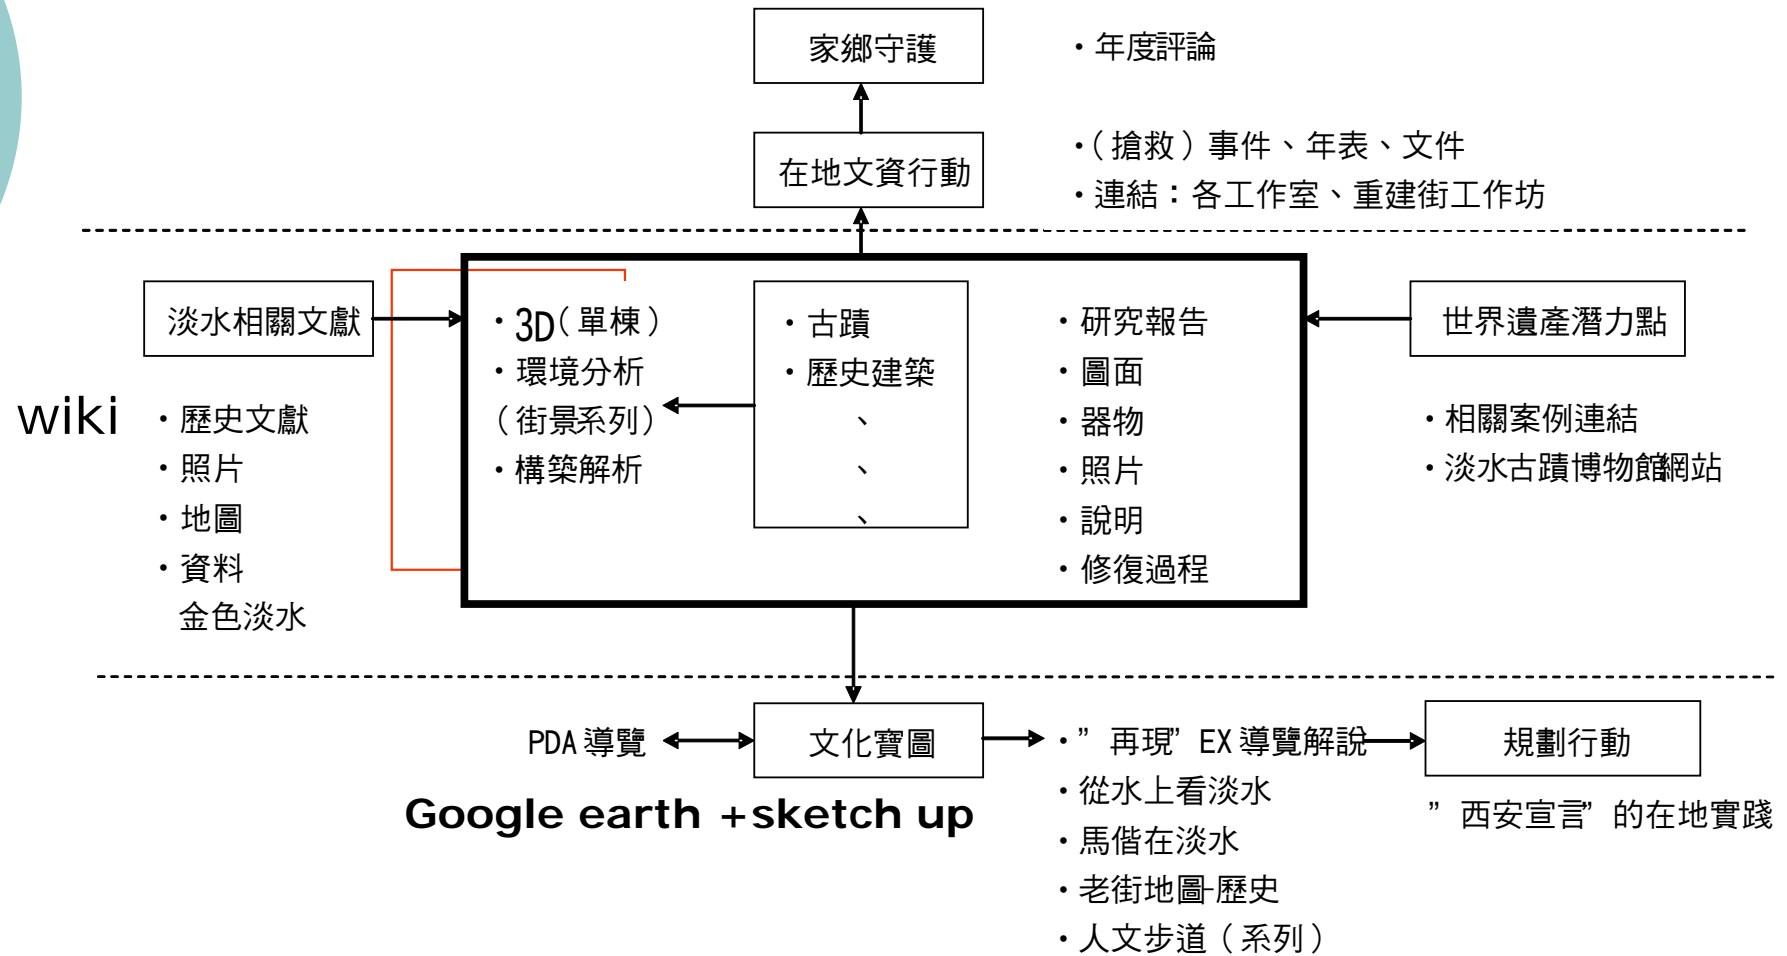 家鄉守護
・年度評論
在地文資行動
・（搶救）事件、年表、文件
・連結：各工作室、重建街工作坊
wiki
淡水相關文獻
・歷史文獻
・照片
・地圖
・資料
金色淡水
・3D（單棟）
・環境分析
（街景系列）
・構築解析
・古蹟
・歷史建築
、
、
、
・研究報告
・圖面
・器物
・照片
・說明
・修復過程
世界遺產潛力點
・相關案例連結
・淡水古蹟博物館網站
PDA導覽
文化寶圖
Google earth +sketch up
・”再現”EX導覽解說
・從水上看淡水
・馬偕在淡水
・老街地圖-歷史
・人文步道（系列）
規劃行動
”西安宣言”的在地實踐